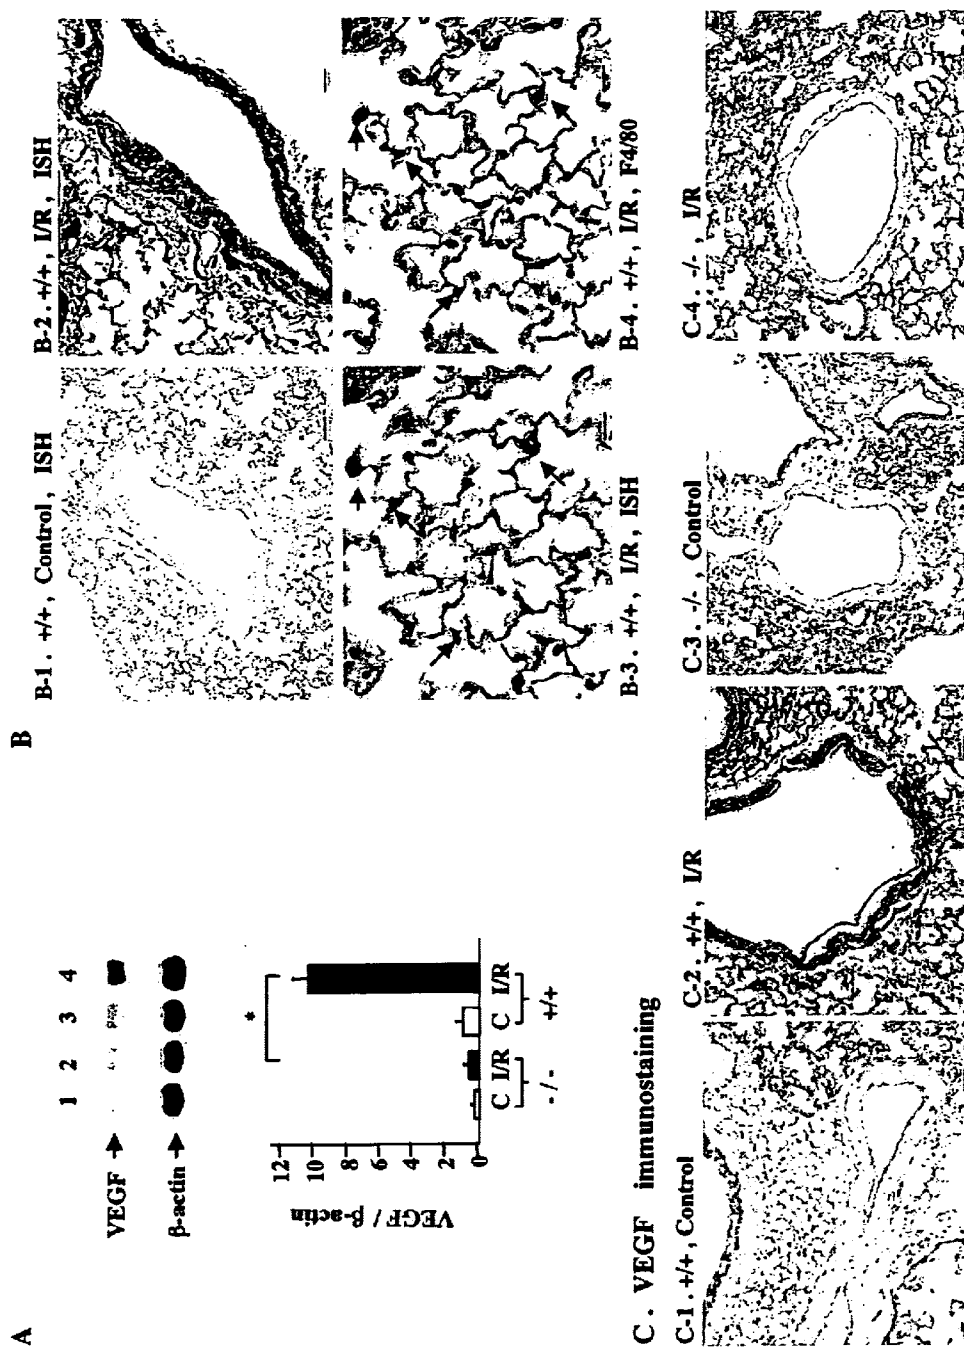 A
1 2 3 4
VEGF →
β-actin →
VEGF / β-actin
12
10
8
6
4
2
0
*
C I/R C I/R
-/- +/+
B
B-1. +/+, Control, ISH
B-2. +/+, I/R, ISH
B-3. +/+, I/R, ISH
B-4. +/+, I/R, F4/80
C. VEGF immunostaining
C-1. +/+, Control
C-2. +/+, I/R
C-3. -/-, Control
C-4. -/-, I/R